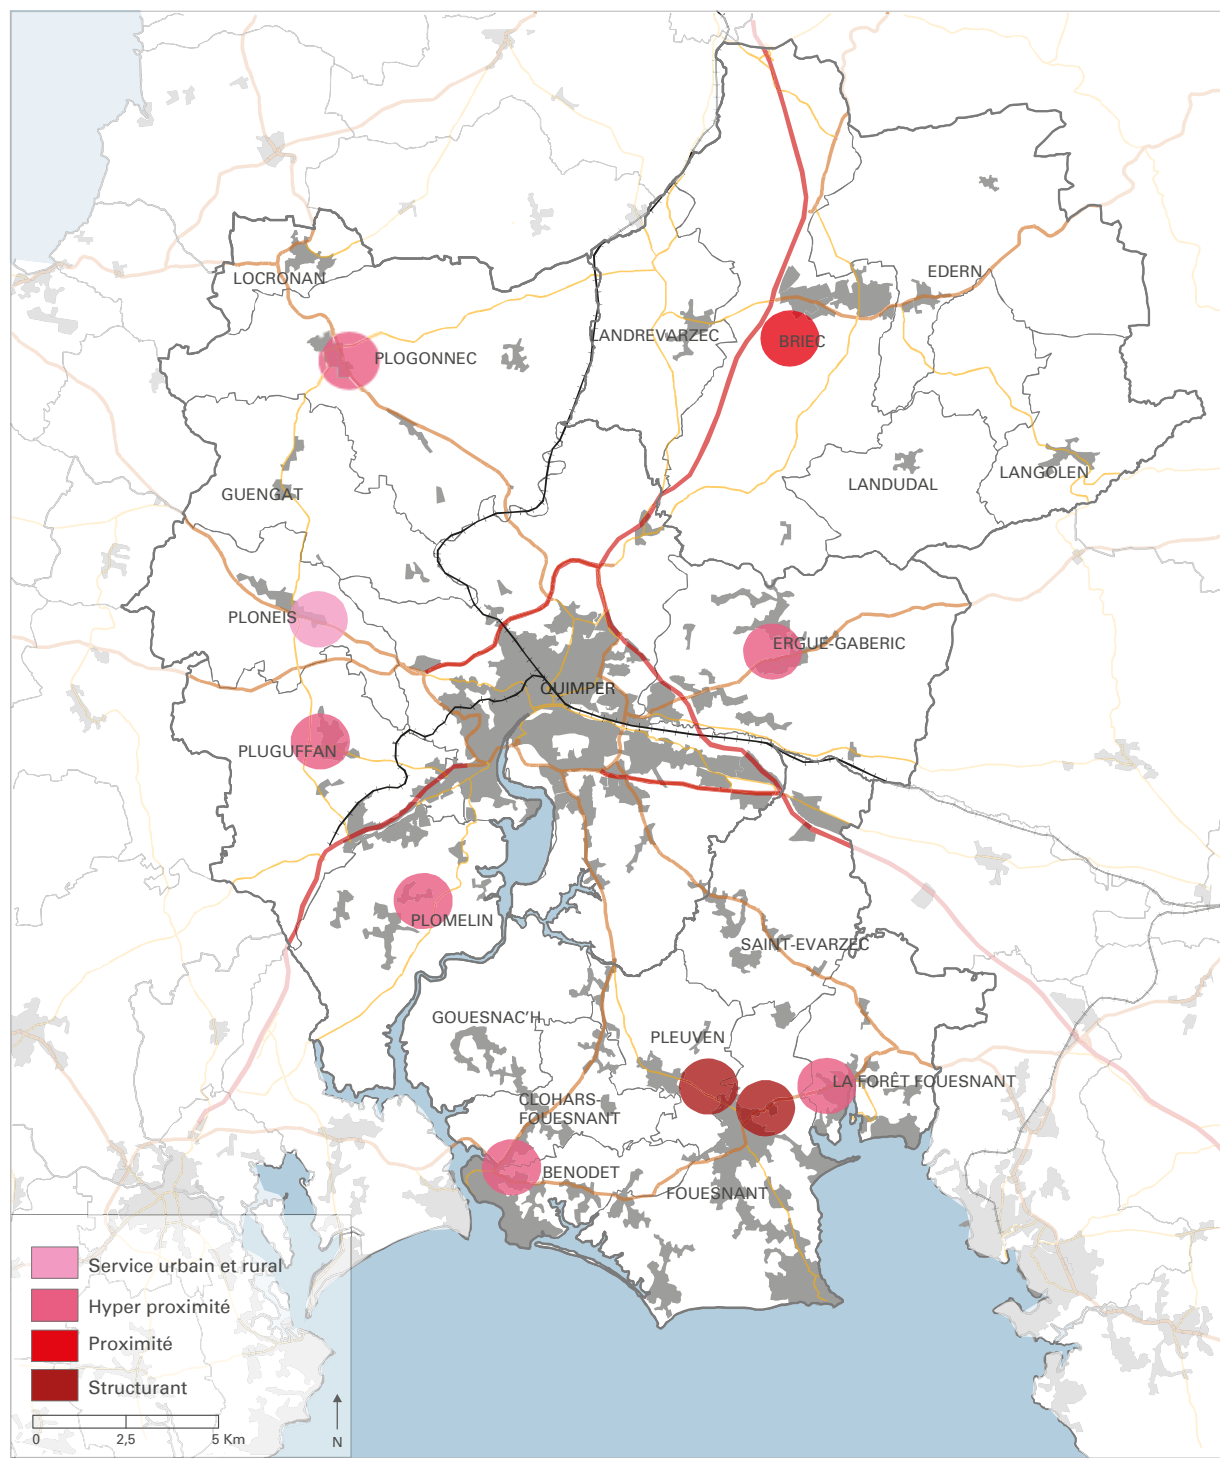 LOCRONAN
EDERN
LANDREVARZEC
BRIEC
PLOGONNEC
GUENGAT
LANDUDAL
LANGOLEN
PLONEIS
ERGUE-GABERIC
QUIMPER
PLUGUFFAN
PLOMELIN
SAINT-EVARZEC
GOUESNAC'H
PLEUVEN
LA FORÊT FOUESNANT
CLOHARS-
FOUESNANT
BENODET
FOUESNANT
Service urbain et rural
Hyper proximité
Proximité
Structurant
0 2,5 5 Km
N